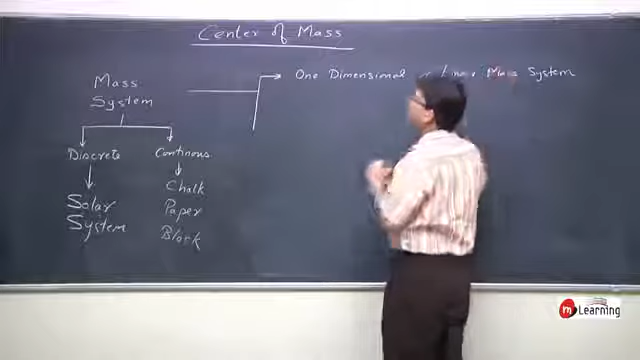 Center of Mass
One Dimensional or Linear Mass System
Mass
System
Discrete
Continous
Solar
System
Chalk
Paper
Block
m Learning